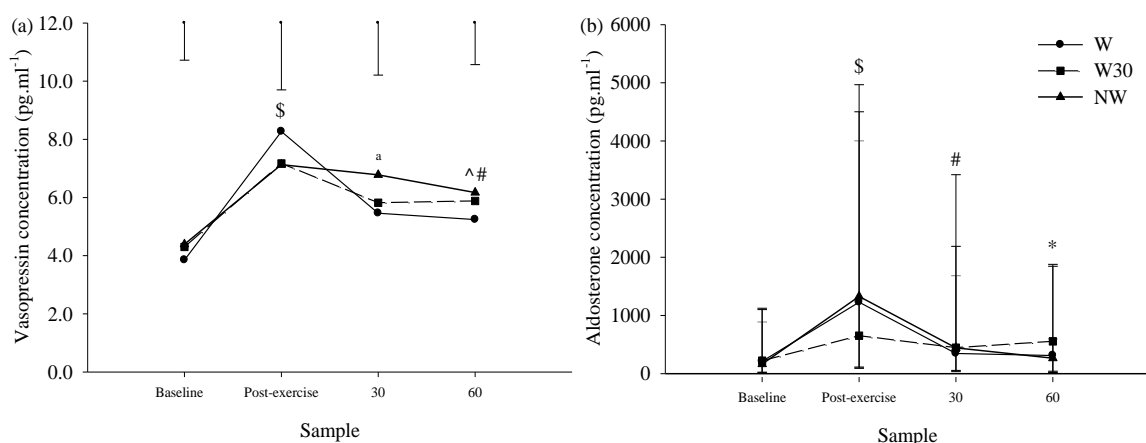 (a)
Vasopressin concentration (pg.ml-1)
12.0
10.0
8.0
6.0
4.0
2.0
0.0
$
a
^ #
Baseline
Post-exercise
30
60
Sample
(b)
Aldosterone concentration (pg.ml-1)
6000
5000
4000
3000
2000
1000
0
$
#
*
W
W30
NW
Baseline
Post-exercise
30
60
Sample